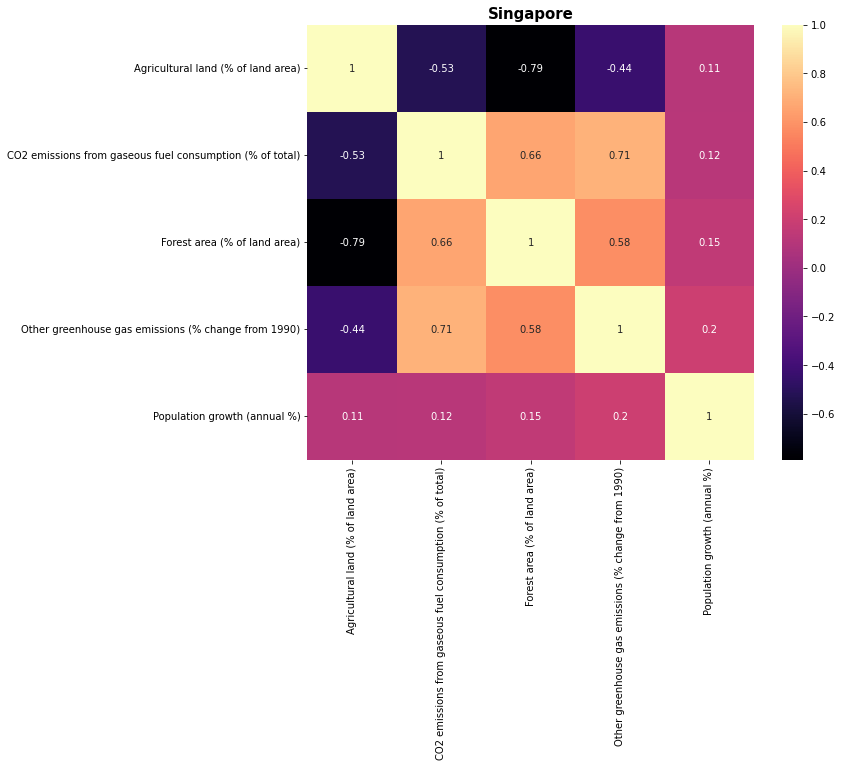 Singapore
Agricultural land (% of land area) 1 -0.53 -0.79 -0.44 0.11
CO2 emissions from gaseous fuel consumption (% of total) -0.53 1 0.66 0.71 0.12
Forest area (% of land area) -0.79 0.66 1 0.58 0.15
Other greenhouse gas emissions (% change from 1990) -0.44 0.71 0.58 1 0.2
Population growth (annual %) 0.11 0.12 0.15 0.2 1
Agricultural land (% of land area)
CO2 emissions from gaseous fuel consumption (% of total)
Forest area (% of land area)
Other greenhouse gas emissions (% change from 1990)
Population growth (annual %)
1.0
0.8
0.6
0.4
0.2
0.0
−0.2
−0.4
−0.6